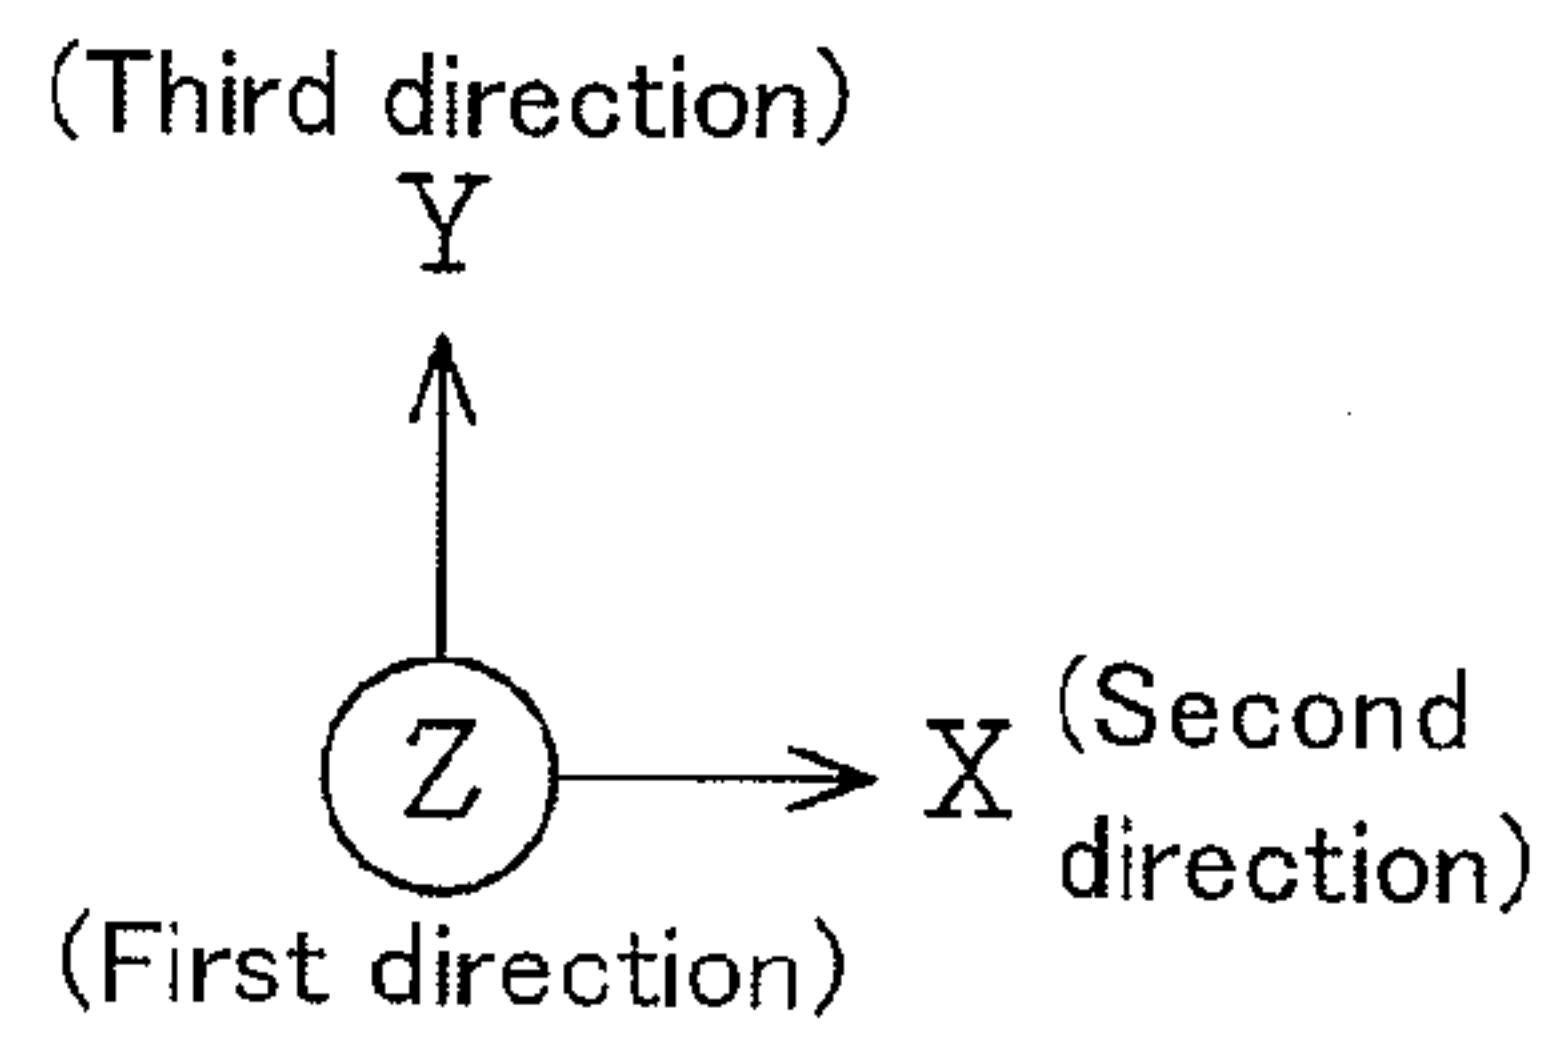 (Third direction)
Y
Z
X (Second
direction)
(First direction)